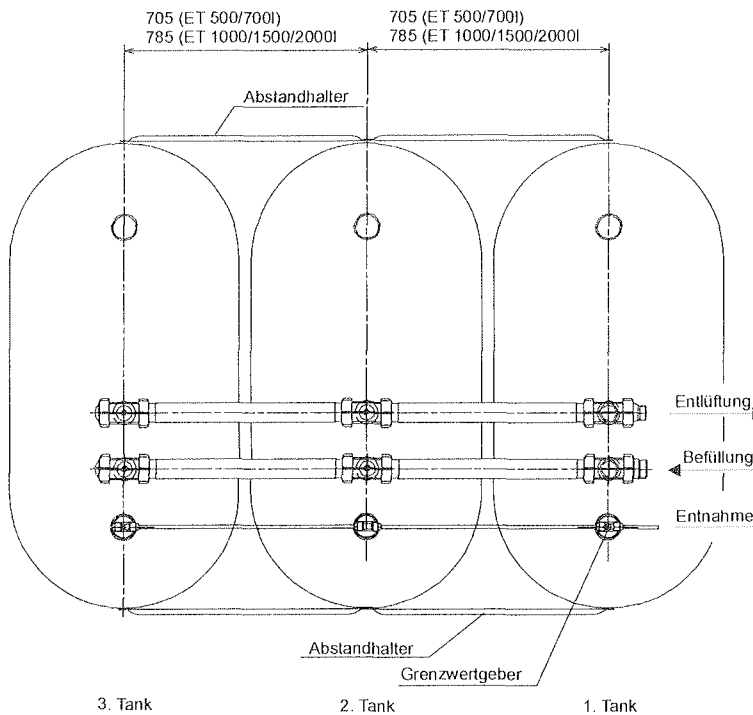 705 (ET 500/700l)
785 (ET 1000/1500/2000l
705 (ET 500/700l)
785 (ET 1000/1500/2000l
Abstandhalter
Entlüftung
Befüllung
Entnahme
Abstandhalter
Grenzwertgeber
3. Tank
2. Tank
1. Tank